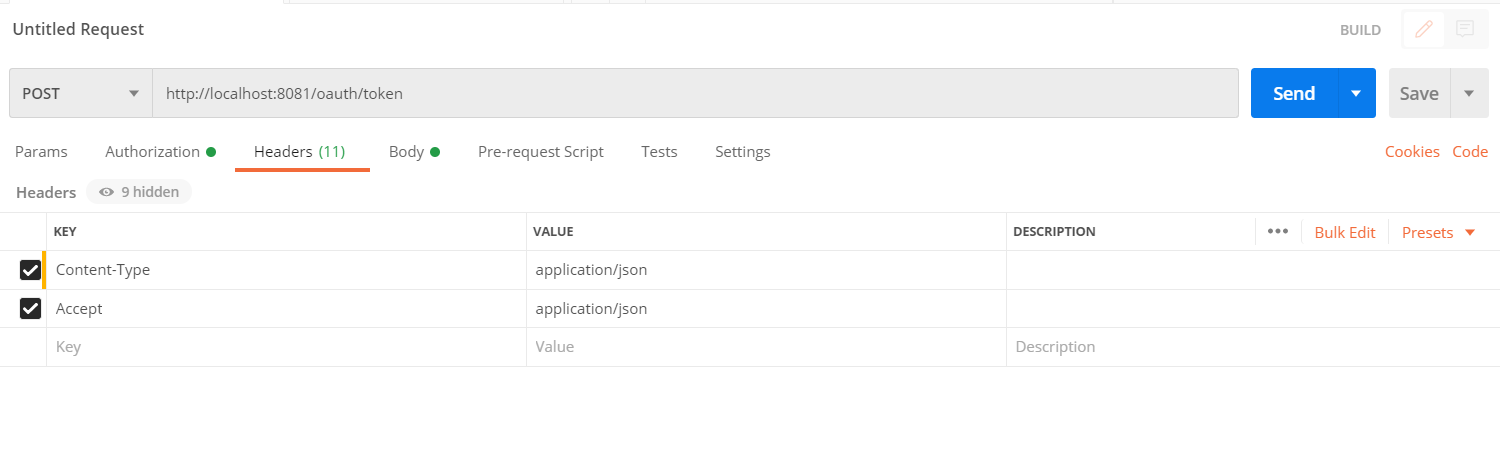 Untitled Request
BUILD
POST
http://localhost:8081/oauth/token
Send
Save
Params Authorization Headers (11) Body Pre-request Script Tests Settings Cookies Code
Headers 9 hidden
KEY VALUE DESCRIPTION ••• Bulk Edit Presets
Content-Type application/json
Accept application/json
Key Value Description